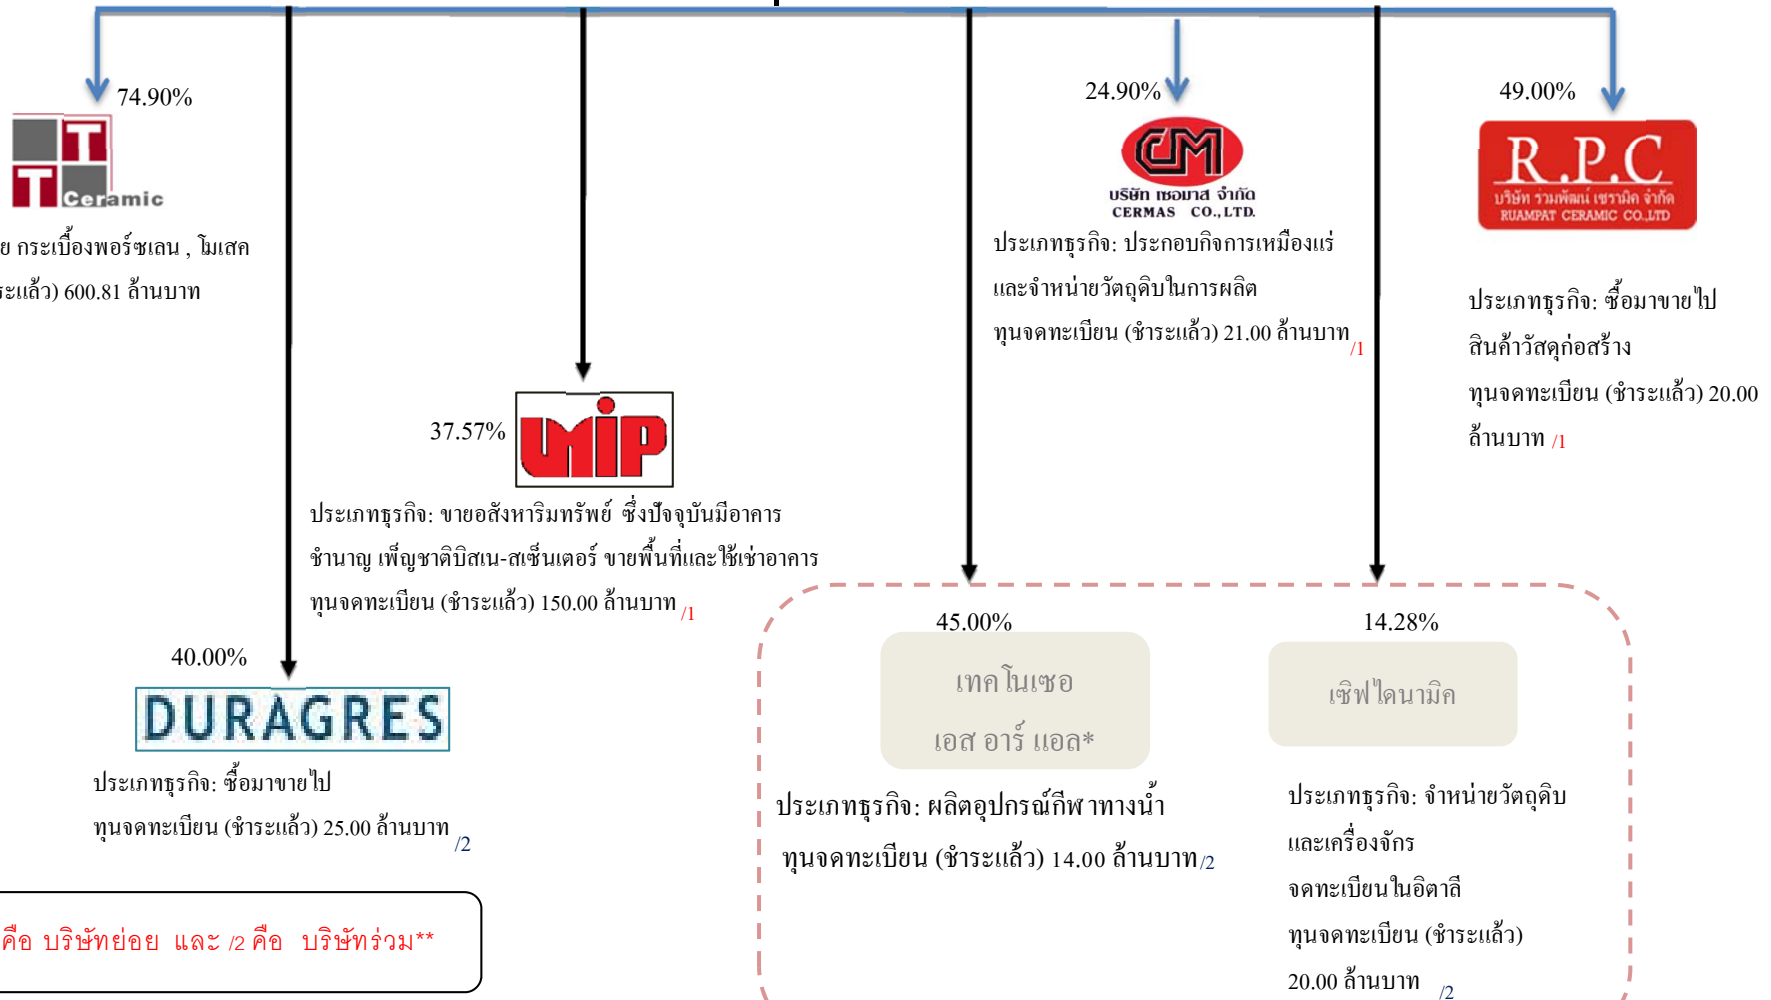 74.90%
24.90%
49.00%
TTT Ceramic
CM
บริษัท เซอมาส จำกัด
CERMAS CO.,LTD.
R.P.C
บริษัท ร่วมพัฒน์ เซรามิค จำกัด
RUAMPAT CERAMIC CO.,LTD
ย กระเบื้องพอร์ซเลน , โมเสค
ระแล้ว) 600.81 ล้านบาท
ประเภทธุรกิจ: ประกอบกิจการเหมืองแร่
และจำหน่ายวัตถุดิบในการผลิต
ทุนจดทะเบียน (ชำระแล้ว) 21.00 ล้านบาท /1
ประเภทธุรกิจ: ซื้อมาขายไป
สินค้าวัสดุก่อสร้าง
ทุนจดทะเบียน (ชำระแล้ว) 20.00
ล้านบาท /1
37.57%
UMIP
ประเภทธุรกิจ: ขายอสังหาริมทรัพย์ ซึ่งปัจจุบันมีอาคาร
ชำนาญ เพ็ญชาติบิสเน-สเซ็นเตอร์ ขายพื้นที่และใช้เช่าอาคาร
ทุนจดทะเบียน (ชำระแล้ว) 150.00 ล้านบาท /1
40.00%
DURAGRES
ประเภทธุรกิจ: ซื้อมาขายไป
ทุนจดทะเบียน (ชำระแล้ว) 25.00 ล้านบาท /2
45.00%
เทคโนเซอ
เอส อาร์ แอล*
ประเภทธุรกิจ: ผลิตอุปกรณ์กีฬาทางน้ำ
ทุนจดทะเบียน (ชำระแล้ว) 14.00 ล้านบาท /2
14.28%
เซิฟไดนามิค
ประเภทธุรกิจ: จำหน่ายวัตถุดิบ
และเครื่องจักร
จดทะเบียนในอิตาลี
ทุนจดทะเบียน (ชำระแล้ว)
20.00 ล้านบาท /2
คือ บริษัทย่อย และ /2 คือ บริษัทร่วม**